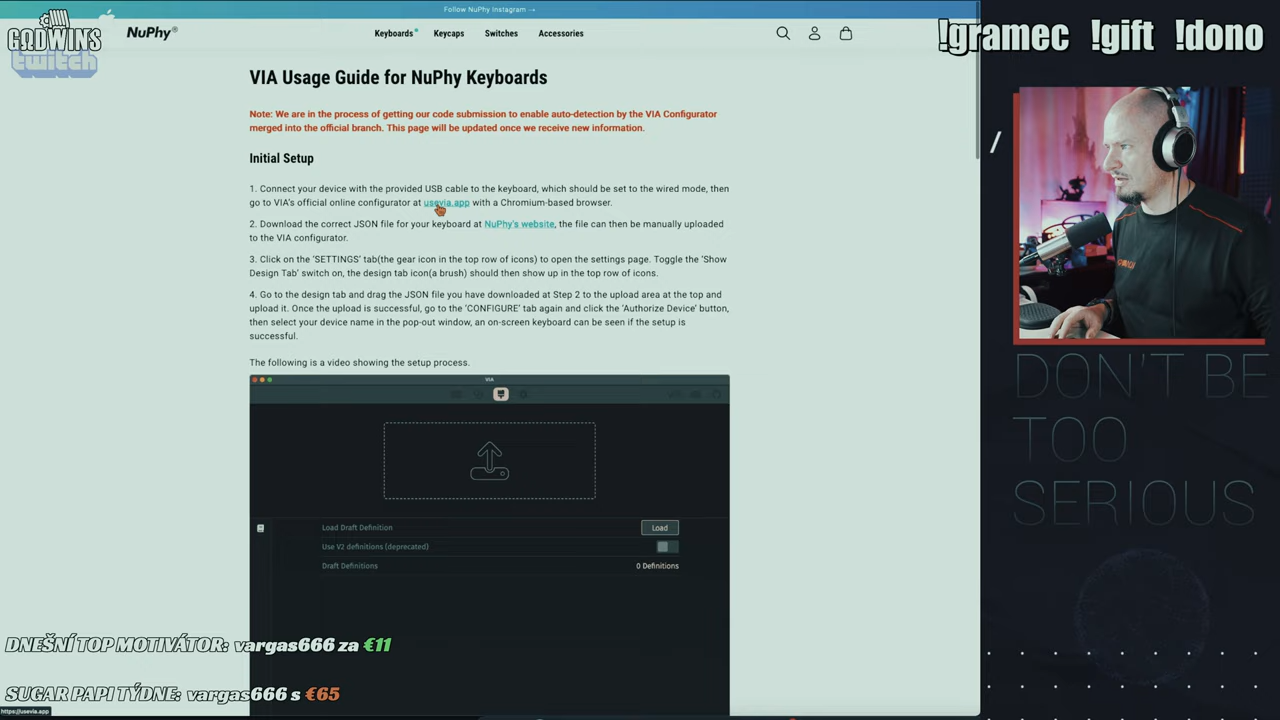 Follow NuPhy Instagram →
GODWINS
twitch
NuPhy®
Keyboards
Keycaps
Switches
Accessories
!gramec !gift !dono
VIA Usage Guide for NuPhy Keyboards
Note: We are in the process of getting our code submission to enable auto-detection by the VIA Configurator
merged into the official branch. This page will be updated once we receive new information.
Initial Setup
1. Connect your device with the provided USB cable to the keyboard, which should be set to the wired mode, then
go to VIA's official online configurator at usevia.app with a Chromium-based browser.
2. Download the correct JSON file for your keyboard at NuPhy's website, the file can then be manually uploaded
to the VIA configurator.
3. Click on the 'SETTINGS' tab(the gear icon in the top row of icons) to open the settings page. Toggle the 'Show
Design Tab' switch on, the design tab icon(a brush) should then show up in the top row of icons.
4. Go to the design tab and drag the JSON file you have downloaded at Step 2 to the upload area at the top and
upload it. Once the upload is successful, go to the 'CONFIGURE' tab again and click the 'Authorize Device' button,
then select your device name in the pop-out window, an on-screen keyboard can be seen if the setup is
successful.
The following is a video showing the setup process.
VIA
Load Draft Definition
Load
Use V2 definitions (deprecated)
Draft Definitions
0 Definitions
/
DON'T BE
TOO
SERIOUS
DNEŠNÍ TOP MOTIVÁTOR: vargas666 za €11
SUGAR PAPI TÝDNE: vargas666 s €65
https://usevia.app